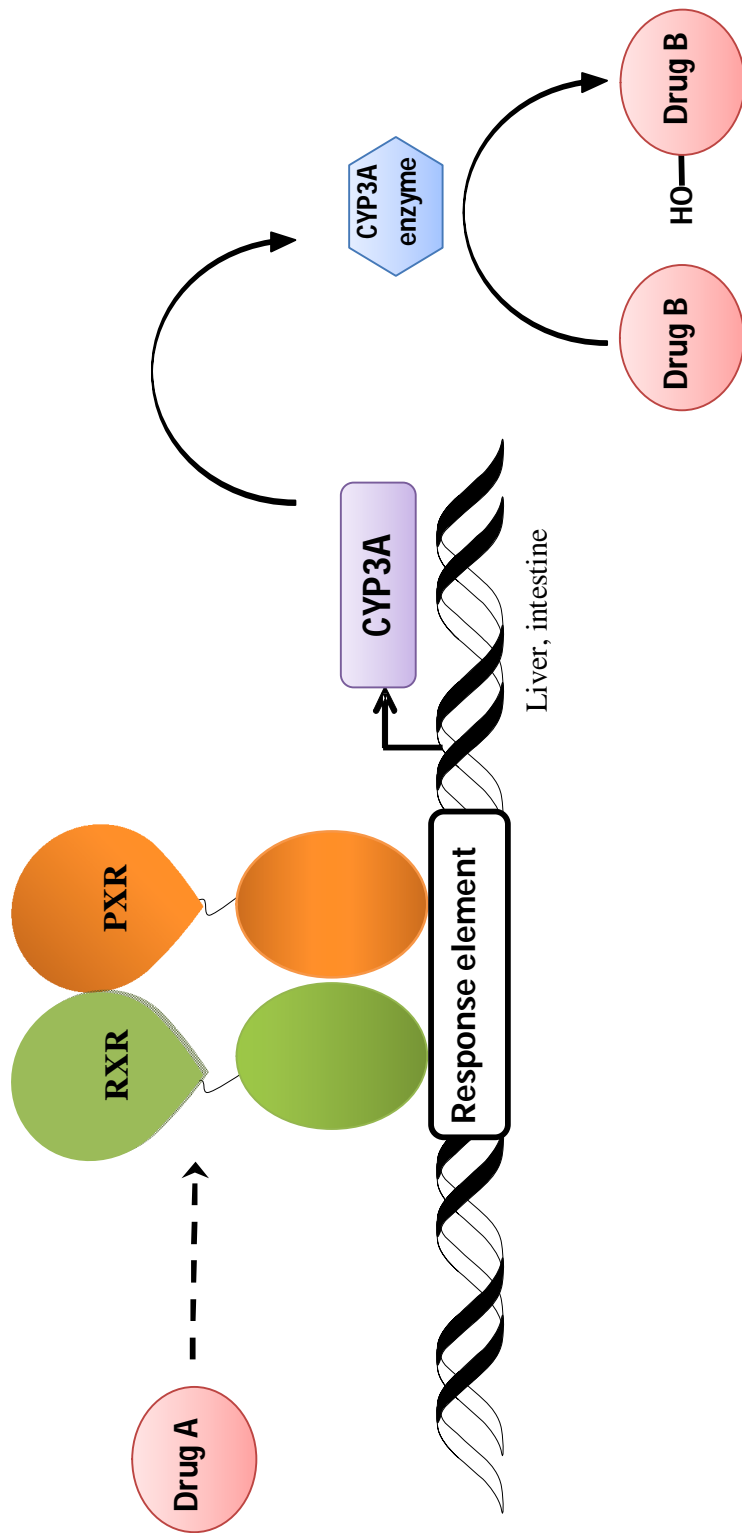 Drug A
RXR
PXR
Response element
CYP3A
Liver, intestine
CYP3A
enzyme
Drug B
HO
Drug B